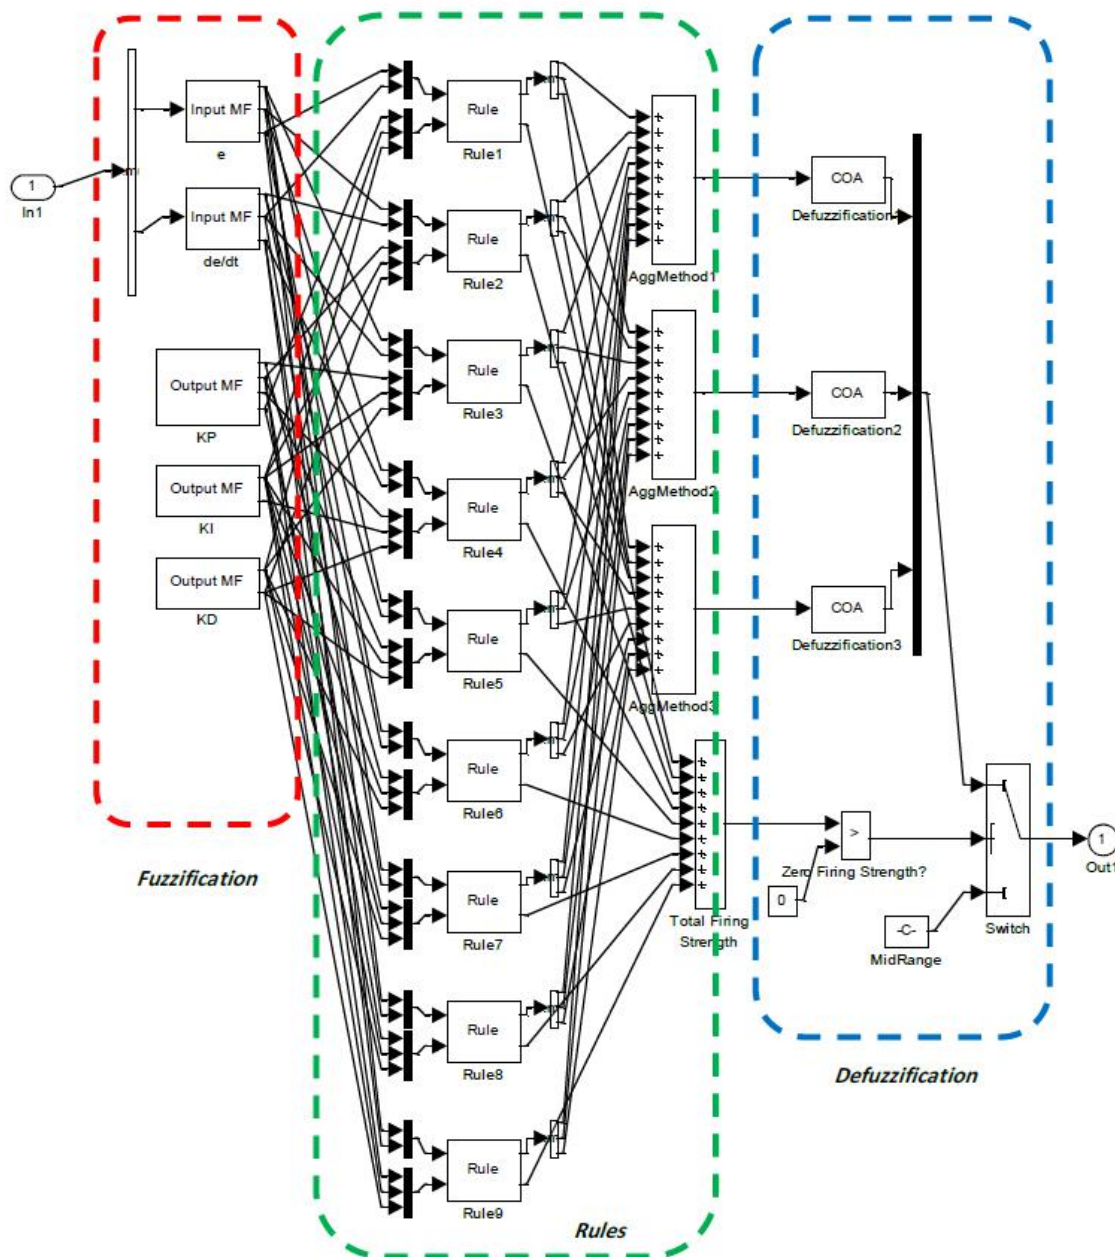 1
In1
Input MF
e
Input MF
de/dt
Output MF
KP
Output MF
KI
Output MF
KD
Fuzzification
Rule
Rule1
Rule
Rule2
Rule
Rule3
Rule
Rule4
Rule
Rule5
Rule
Rule6
Rule
Rule7
Rule
Rule8
Rule
Rule9
AggMethod1
AggMethod2
AggMethod3
Total Firing
Strength
Rules
COA
Defuzzification
COA
Defuzzification2
COA
Defuzzification3
>
Zero Firing Strength?
0
-C-
MidRange
Switch
1
Out1
Defuzzification